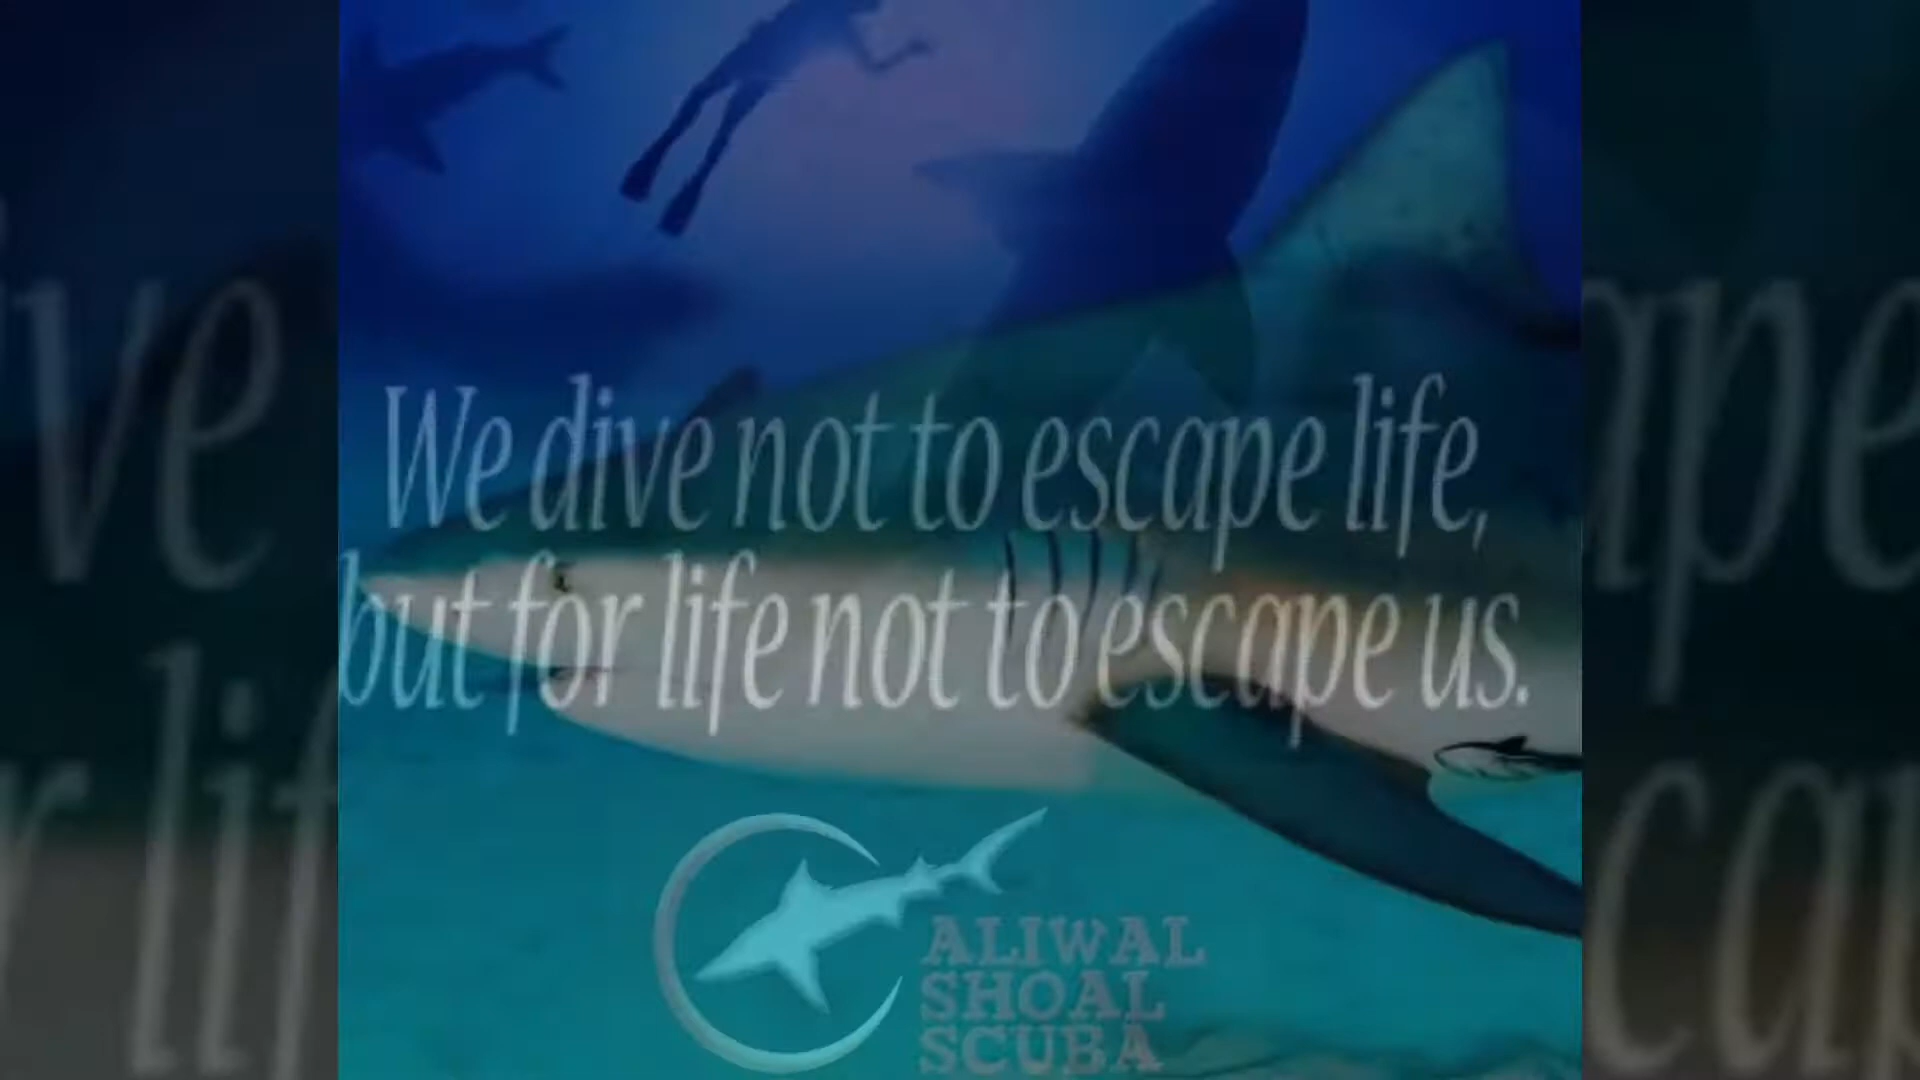 We dive not to escape life,
but for life not to escape us.
ALIWAL
SHOAL
SCUBA